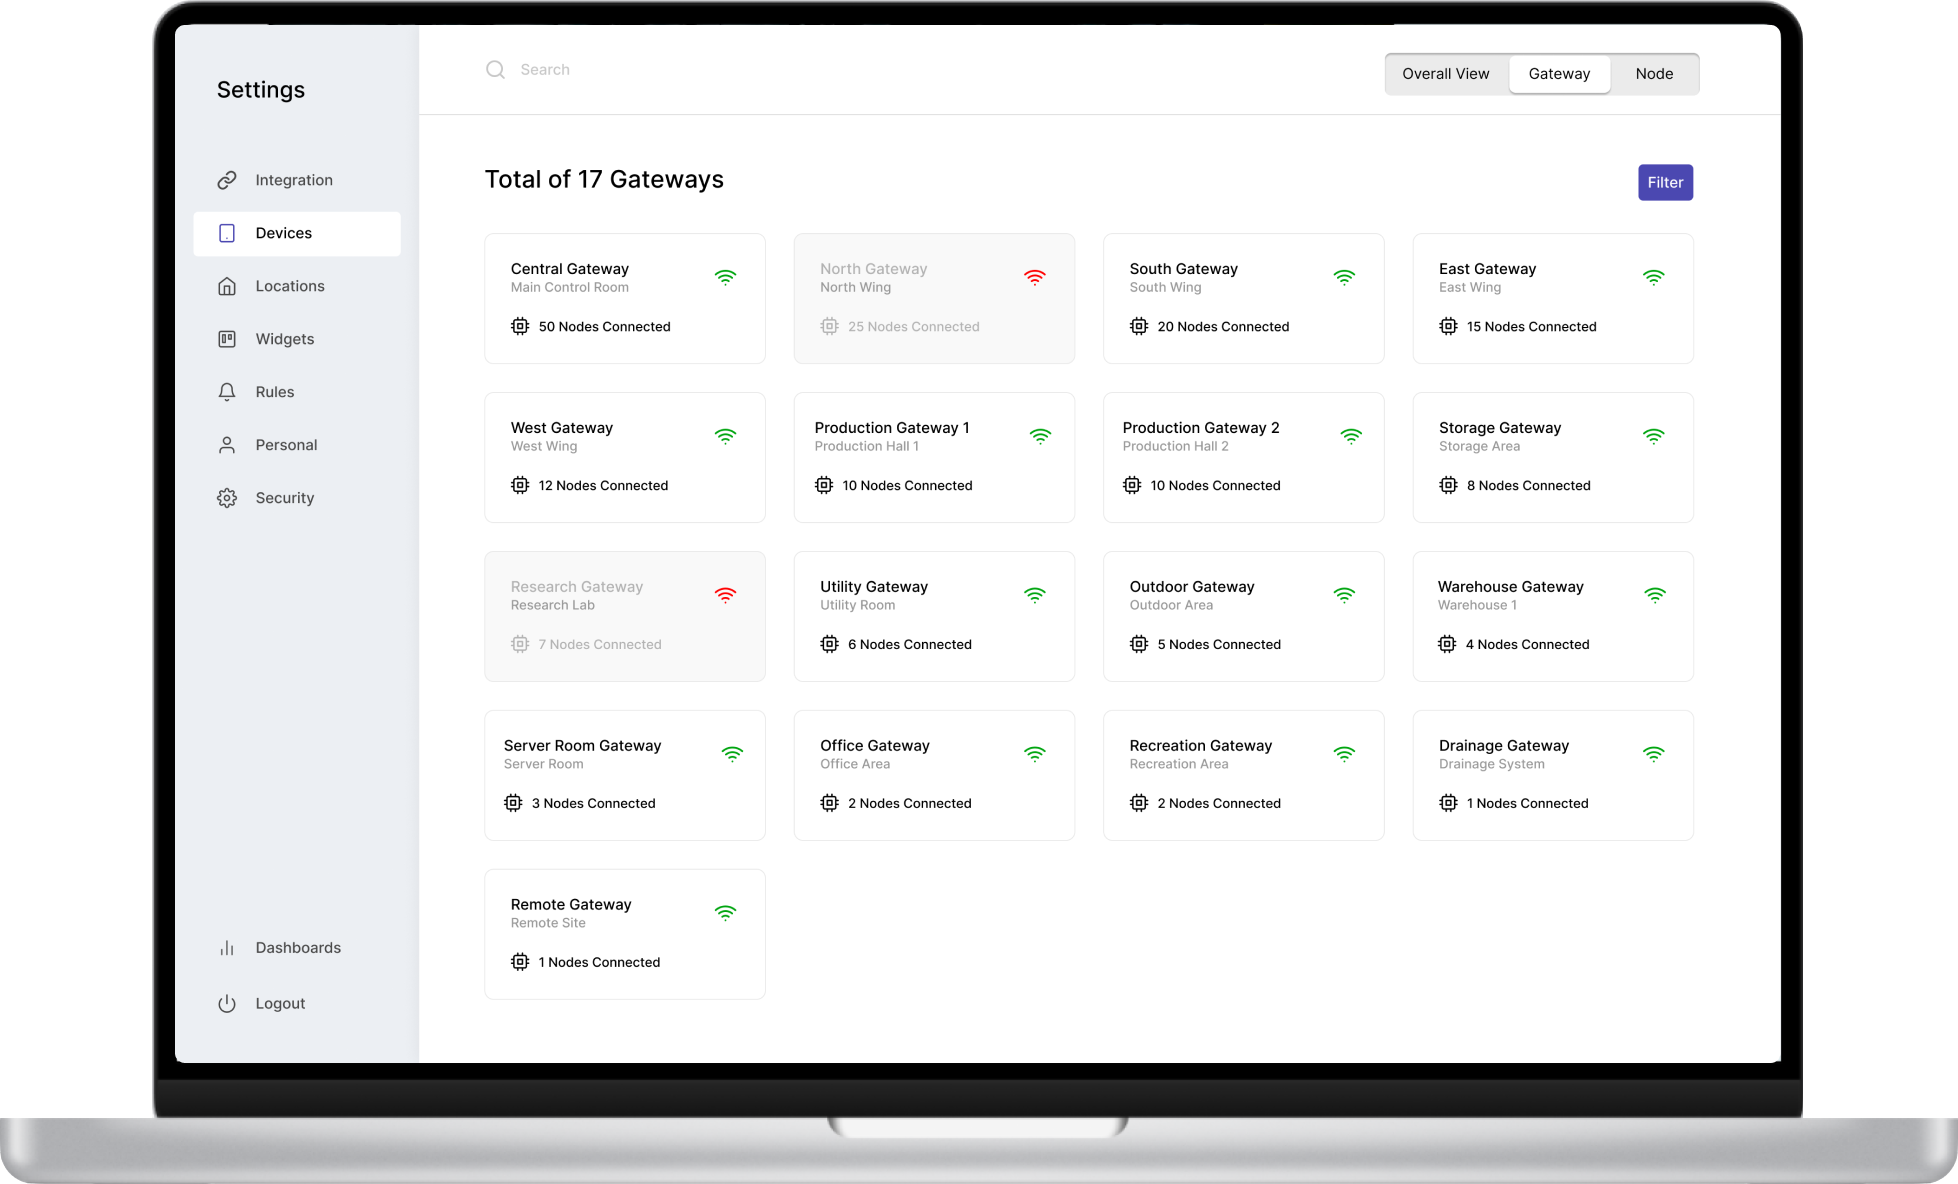 Settings
Integration
Devices
Locations
Widgets
Rules
Personal
Security
Dashboards
Logout
Search
Overall View
Gateway
Node
Total of 17 Gateways
Filter
Central Gateway
Main Control Room
50 Nodes Connected
North Gateway
North Wing
25 Nodes Connected
South Gateway
South Wing
20 Nodes Connected
East Gateway
East Wing
15 Nodes Connected
West Gateway
West Wing
12 Nodes Connected
Production Gateway 1
Production Hall 1
10 Nodes Connected
Production Gateway 2
Production Hall 2
10 Nodes Connected
Storage Gateway
Storage Area
8 Nodes Connected
Research Gateway
Research Lab
7 Nodes Connected
Utility Gateway
Utility Room
6 Nodes Connected
Outdoor Gateway
Outdoor Area
5 Nodes Connected
Warehouse Gateway
Warehouse 1
4 Nodes Connected
Server Room Gateway
Server Room
3 Nodes Connected
Office Gateway
Office Area
2 Nodes Connected
Recreation Gateway
Recreation Area
2 Nodes Connected
Drainage Gateway
Drainage System
1 Nodes Connected
Remote Gateway
Remote Site
1 Nodes Connected